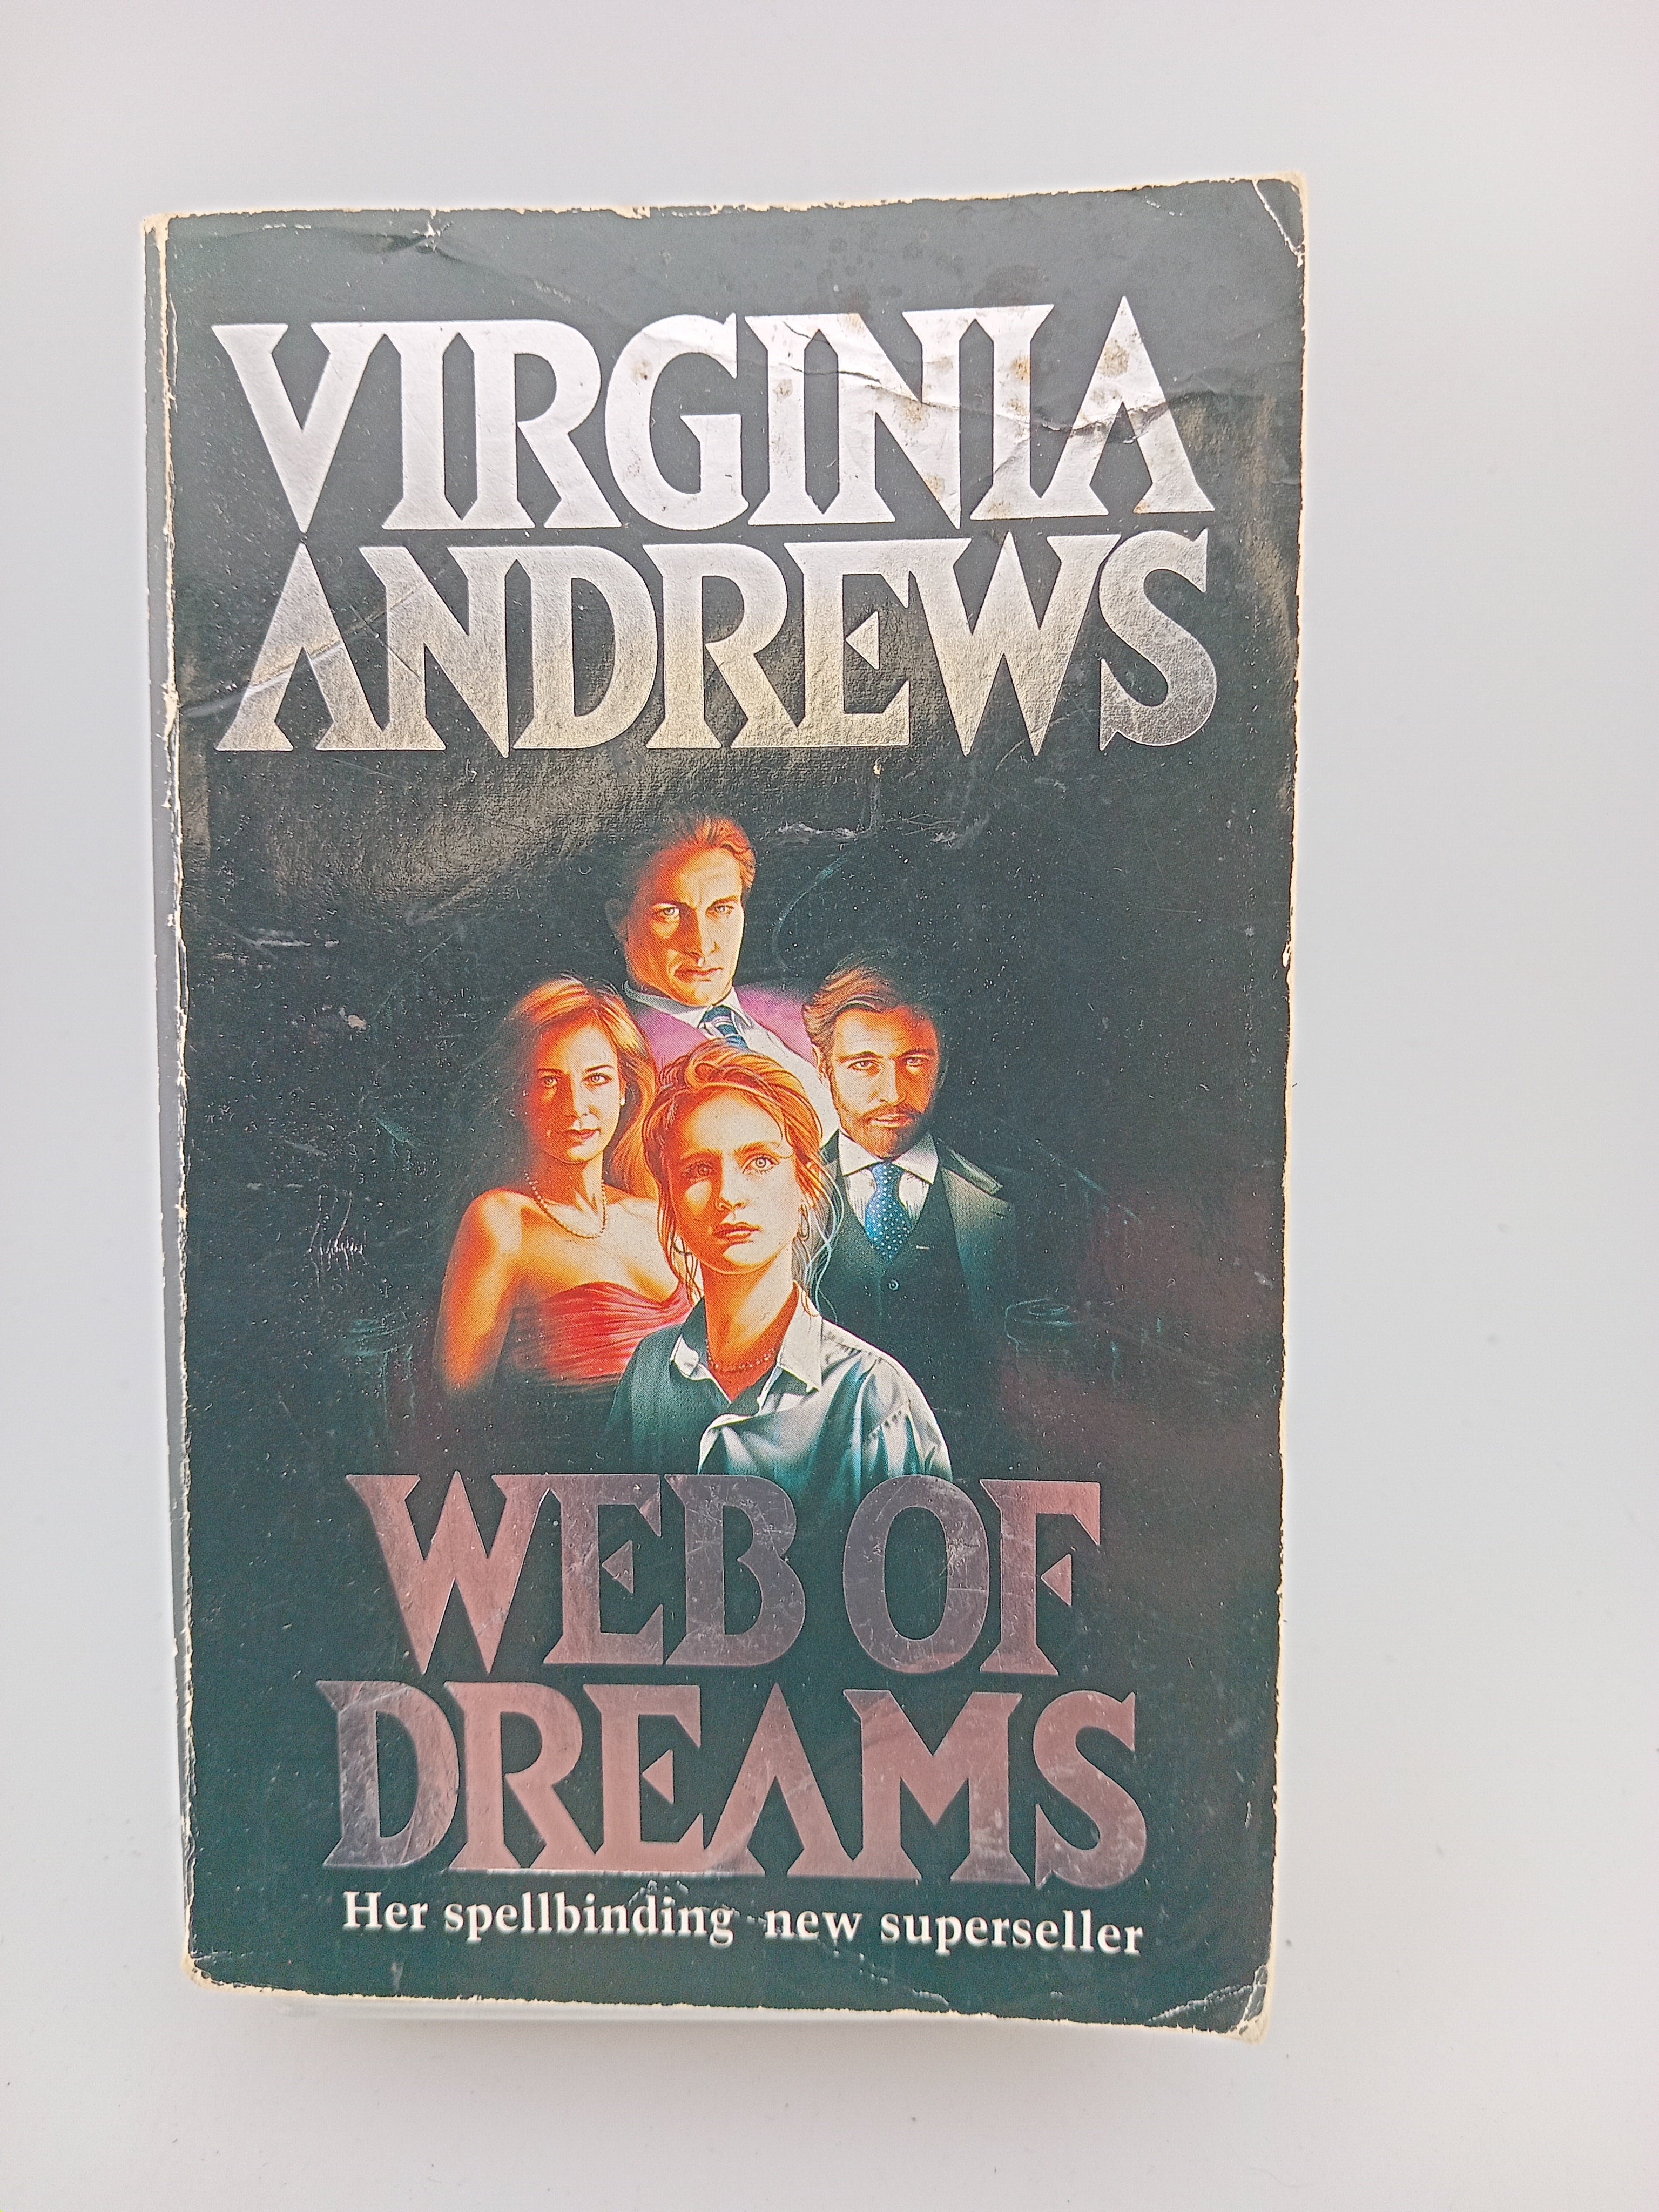 VIRGINIA
ANDREWS
WEB OF
DREAMS
Her spellbinding new superseller